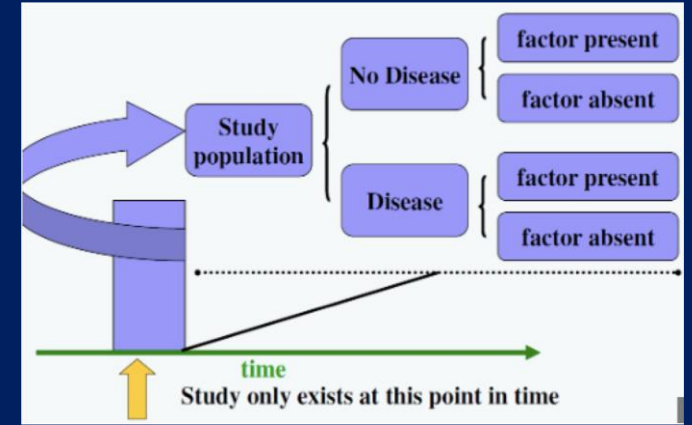 factor present
No Disease
factor absent
Study
population
factor present
Disease
factor absent
time
Study only exists at this point in time